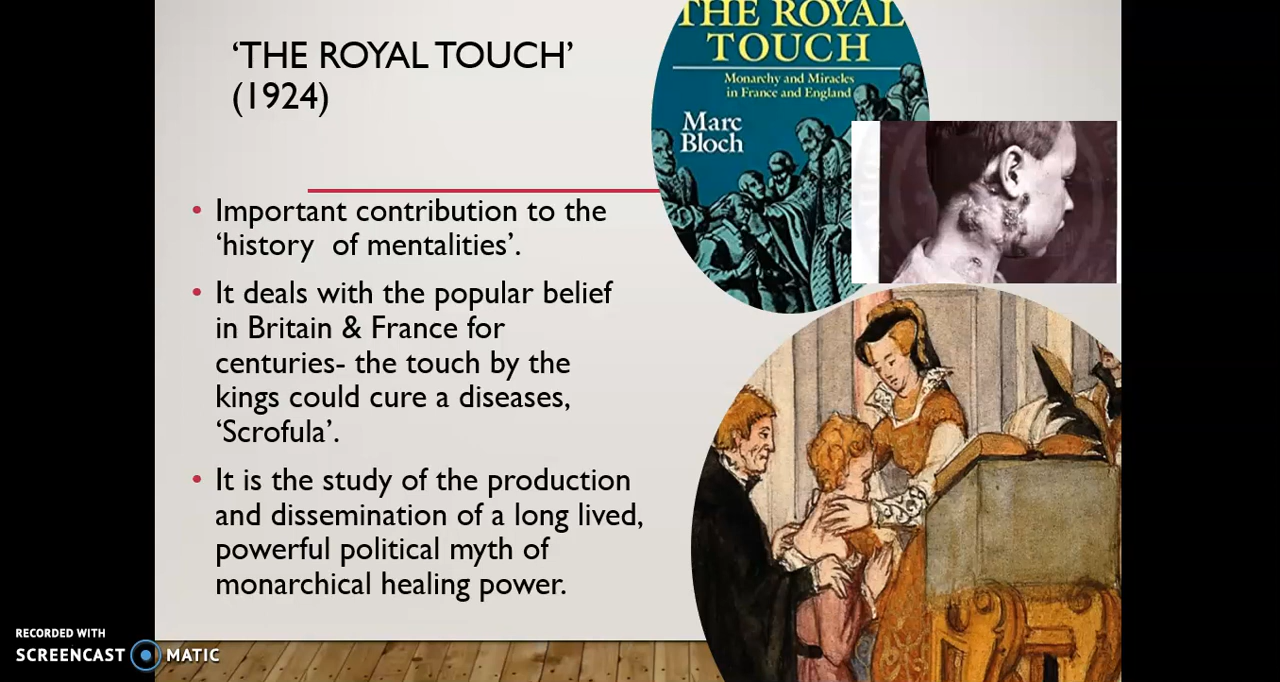 ‘THE ROYAL TOUCH’
(1924)
Important contribution to the
‘history of mentalities’.
It deals with the popular belief
in Britain & France for
centuries- the touch by the
kings could cure a diseases,
‘Scrofula’.
It is the study of the production
and dissemination of a long lived,
powerful political myth of
monarchical healing power.
THE ROYAL
TOUCH
Monarchy and Miracles
in France and England
Marc
Bloch
RECORDED WITH
SCREENCAST MATIC